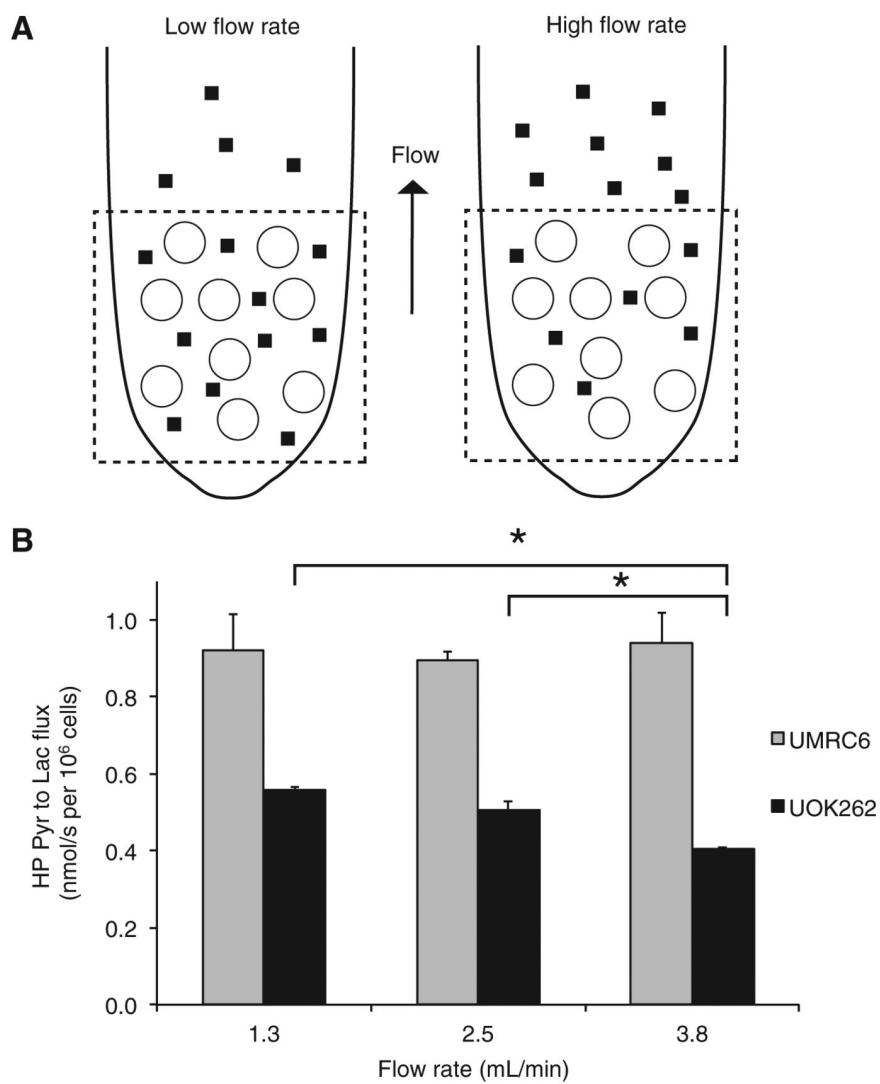 A
Low flow rate
High flow rate
Flow
B
*
*
HP Pyr to Lac flux
(nmol/s per 10⁶ cells)
1.0
0.8
0.6
0.4
0.2
0.0
UMRC6
UOK262
1.3
2.5
3.8
Flow rate (mL/min)